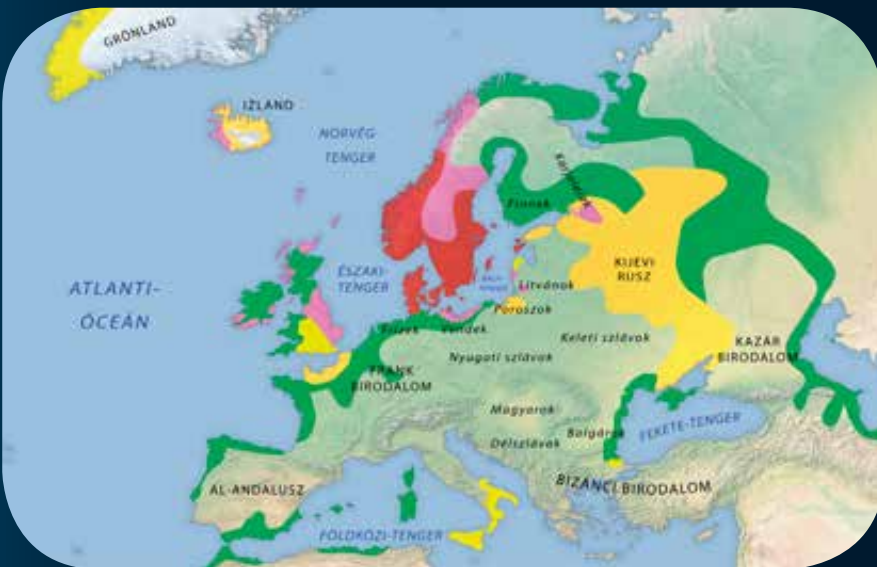 GRÖNLAND
IZLAND
NORVÉG
TENGER
Finnek
ÉSZAKI-
TENGER
ATLANTI-
ÓCEÁN
KIJEVI
RUSZ
Litvánok
Poroszok
Frízek
Vendek
Keleti szlávok
Nyugati szlávok
KAZÁR
BIRODALOM
FRANK
BIRODALOM
Magyarok
Bolgárok
Délszlávok
FEKETE-TENGER
AL-ANDALUSZ
BIZÁNCI BIRODALOM
FÖLDKÖZI-TENGER